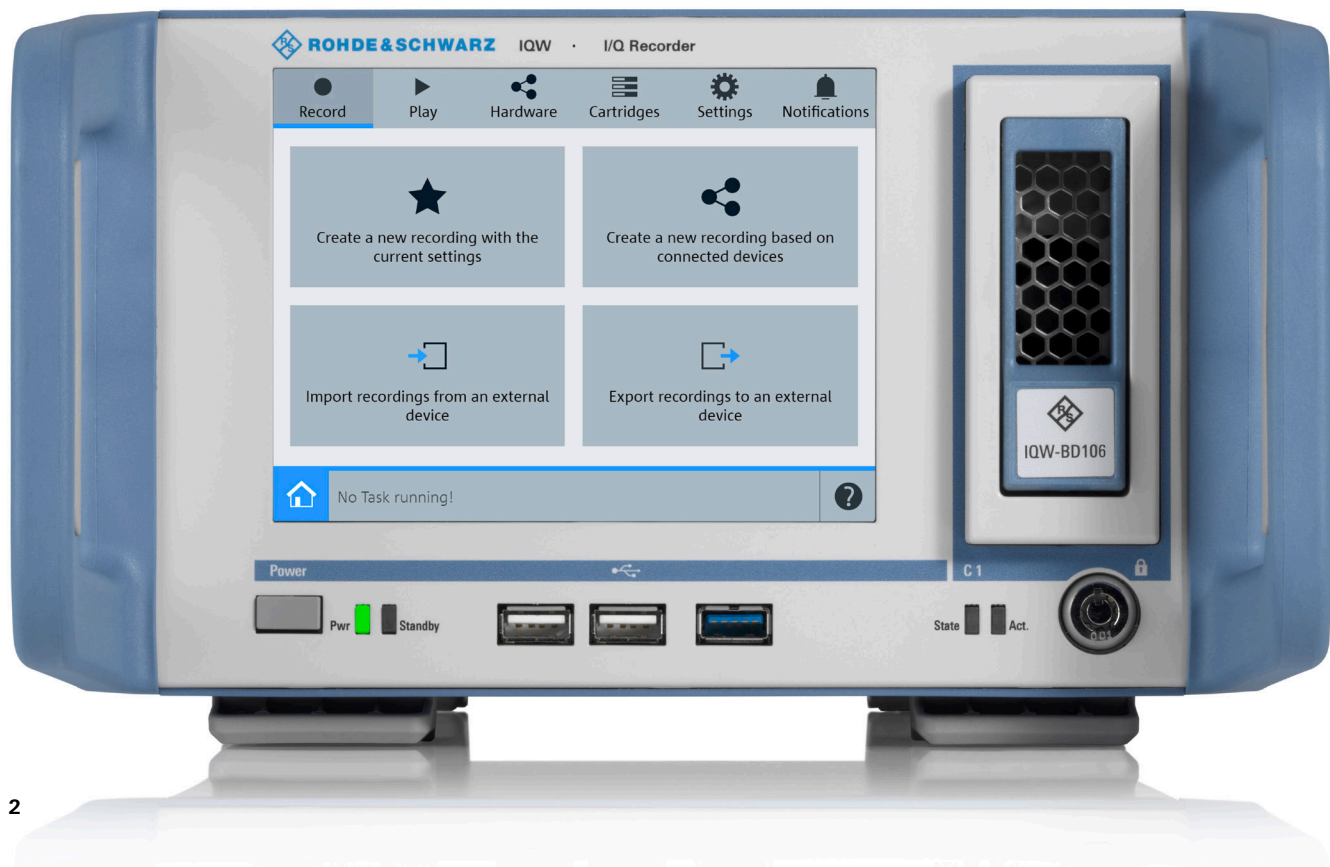 R&S ROHDE&SCHWARZ IQW · I/Q Recorder
Record Play Hardware Cartridges Settings Notifications
Create a new recording with the
current settings
Create a new recording based on
connected devices
Import recordings from an external
device
Export recordings to an external
device
R&S
IQW-BD106
No Task running!
?
Power
C 1
Pwr
Standby
State
Act.
001
2